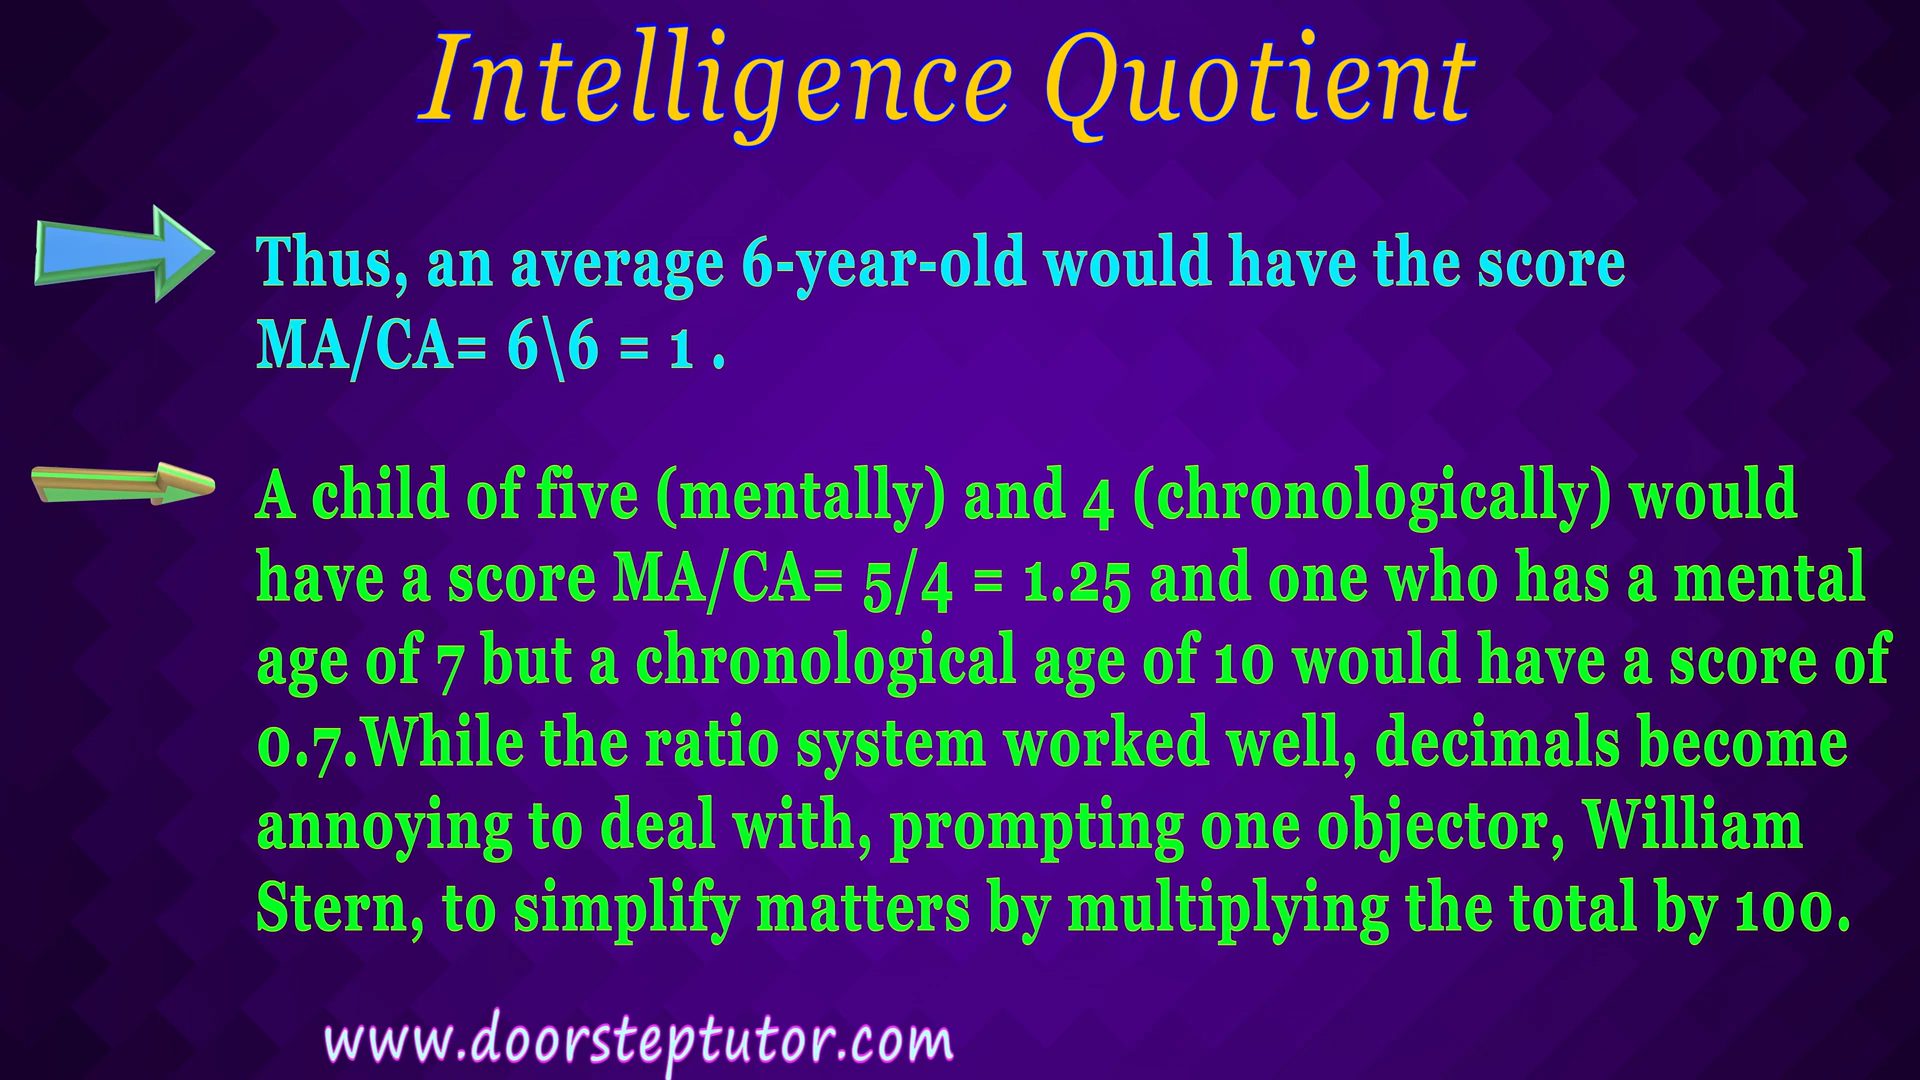 Intelligence Quotient
Thus, an average 6-year-old would have the score
MA/CA= 6\6 = 1 .
A child of five (mentally) and 4 (chronologically) would
have a score MA/CA= 5/4 = 1.25 and one who has a mental
age of 7 but a chronological age of 10 would have a score of
0.7.While the ratio system worked well, decimals become
annoying to deal with, prompting one objector, William
Stern, to simplify matters by multiplying the total by 100.
www.doorsteptutor.com